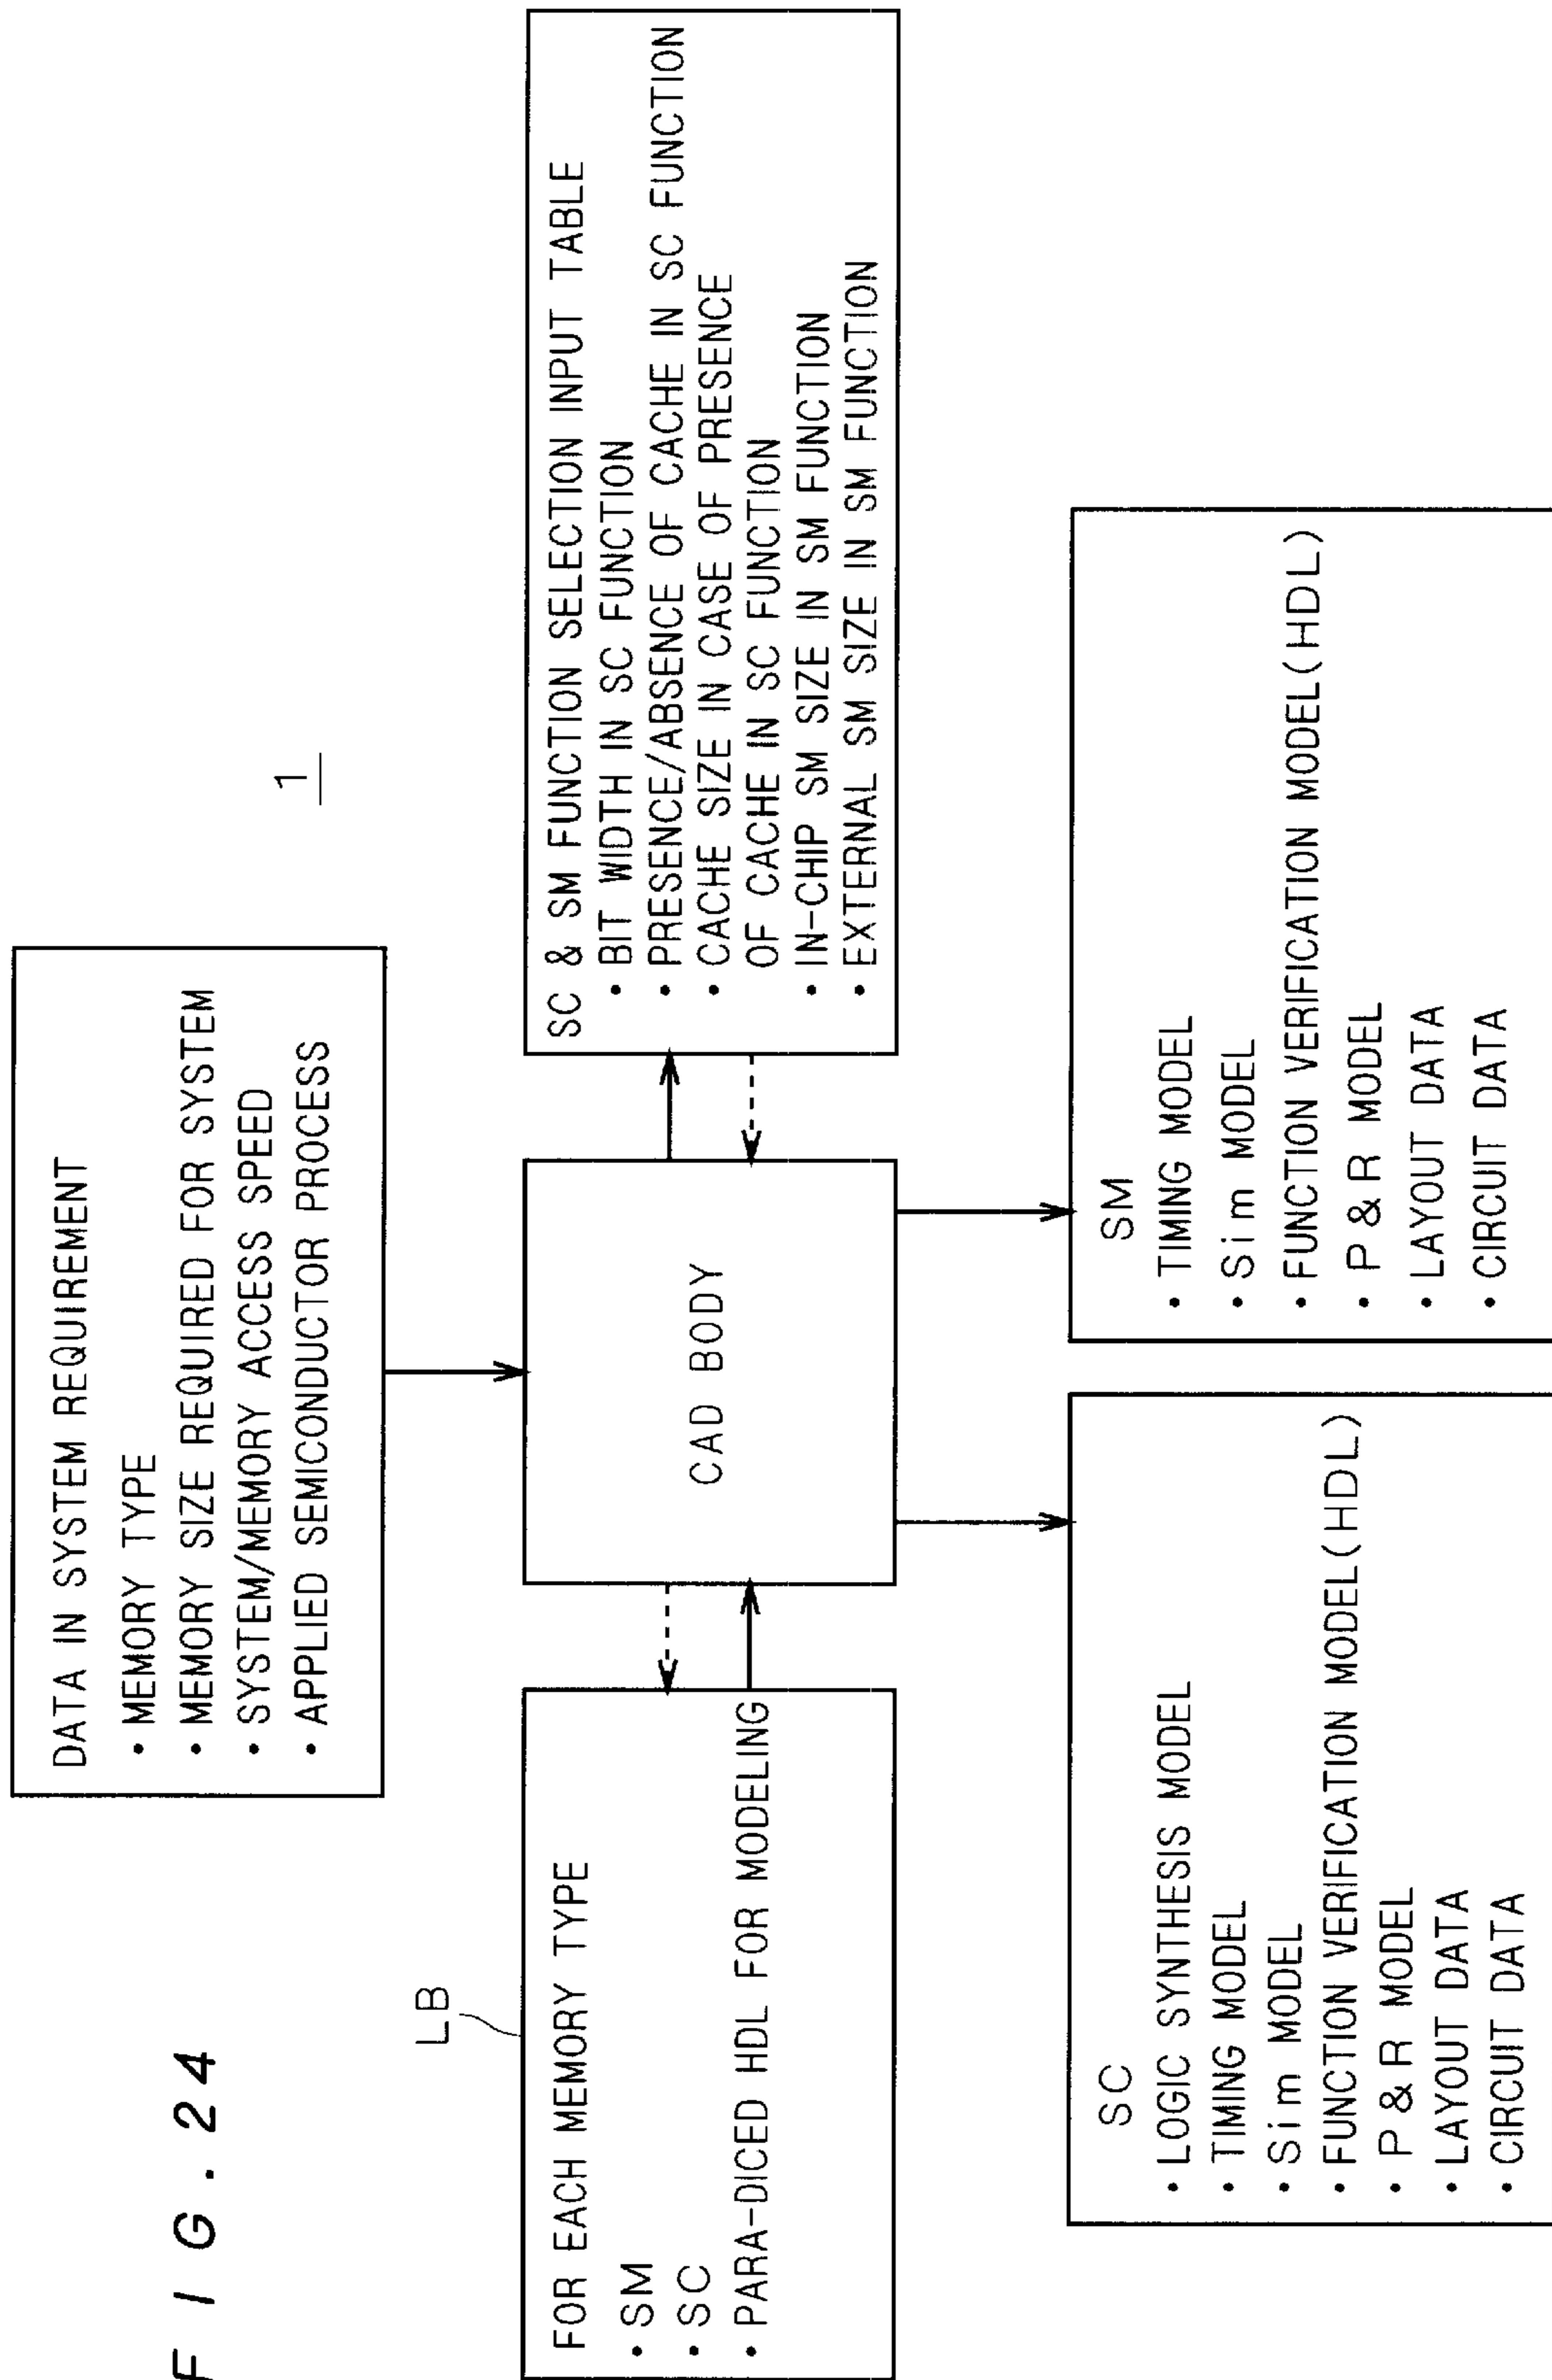 FIG. 24
1
DATA IN SYSTEM REQUIREMENT
• MEMORY TYPE
• MEMORY SIZE REQUIRED FOR SYSTEM
• SYSTEM/MEMORY ACCESS SPEED
• APPLIED SEMICONDUCTOR PROCESS
LB
FOR EACH MEMORY TYPE
• SM
• SC
• PARA-DICED HDL FOR MODELING
CAD BODY
SC & SM FUNCTION SELECTION INPUT TABLE
• BIT WIDTH IN SC FUNCTION
• PRESENCE/ABSENCE OF CACHE IN SC FUNCTION
• CACHE SIZE IN CASE OF PRESENCE
OF CACHE IN SC FUNCTION
• IN-CHIP SM SIZE IN SM FUNCTION
• EXTERNAL SM SIZE IN SM FUNCTION
SC
• LOGIC SYNTHESIS MODEL
• TIMING MODEL
• Sim MODEL
• FUNCTION VERIFICATION MODEL(HDL)
• P & R MODEL
• LAYOUT DATA
• CIRCUIT DATA
SM
• TIMING MODEL
• Sim MODEL
• FUNCTION VERIFICATION MODEL(HDL)
• P & R MODEL
• LAYOUT DATA
• CIRCUIT DATA